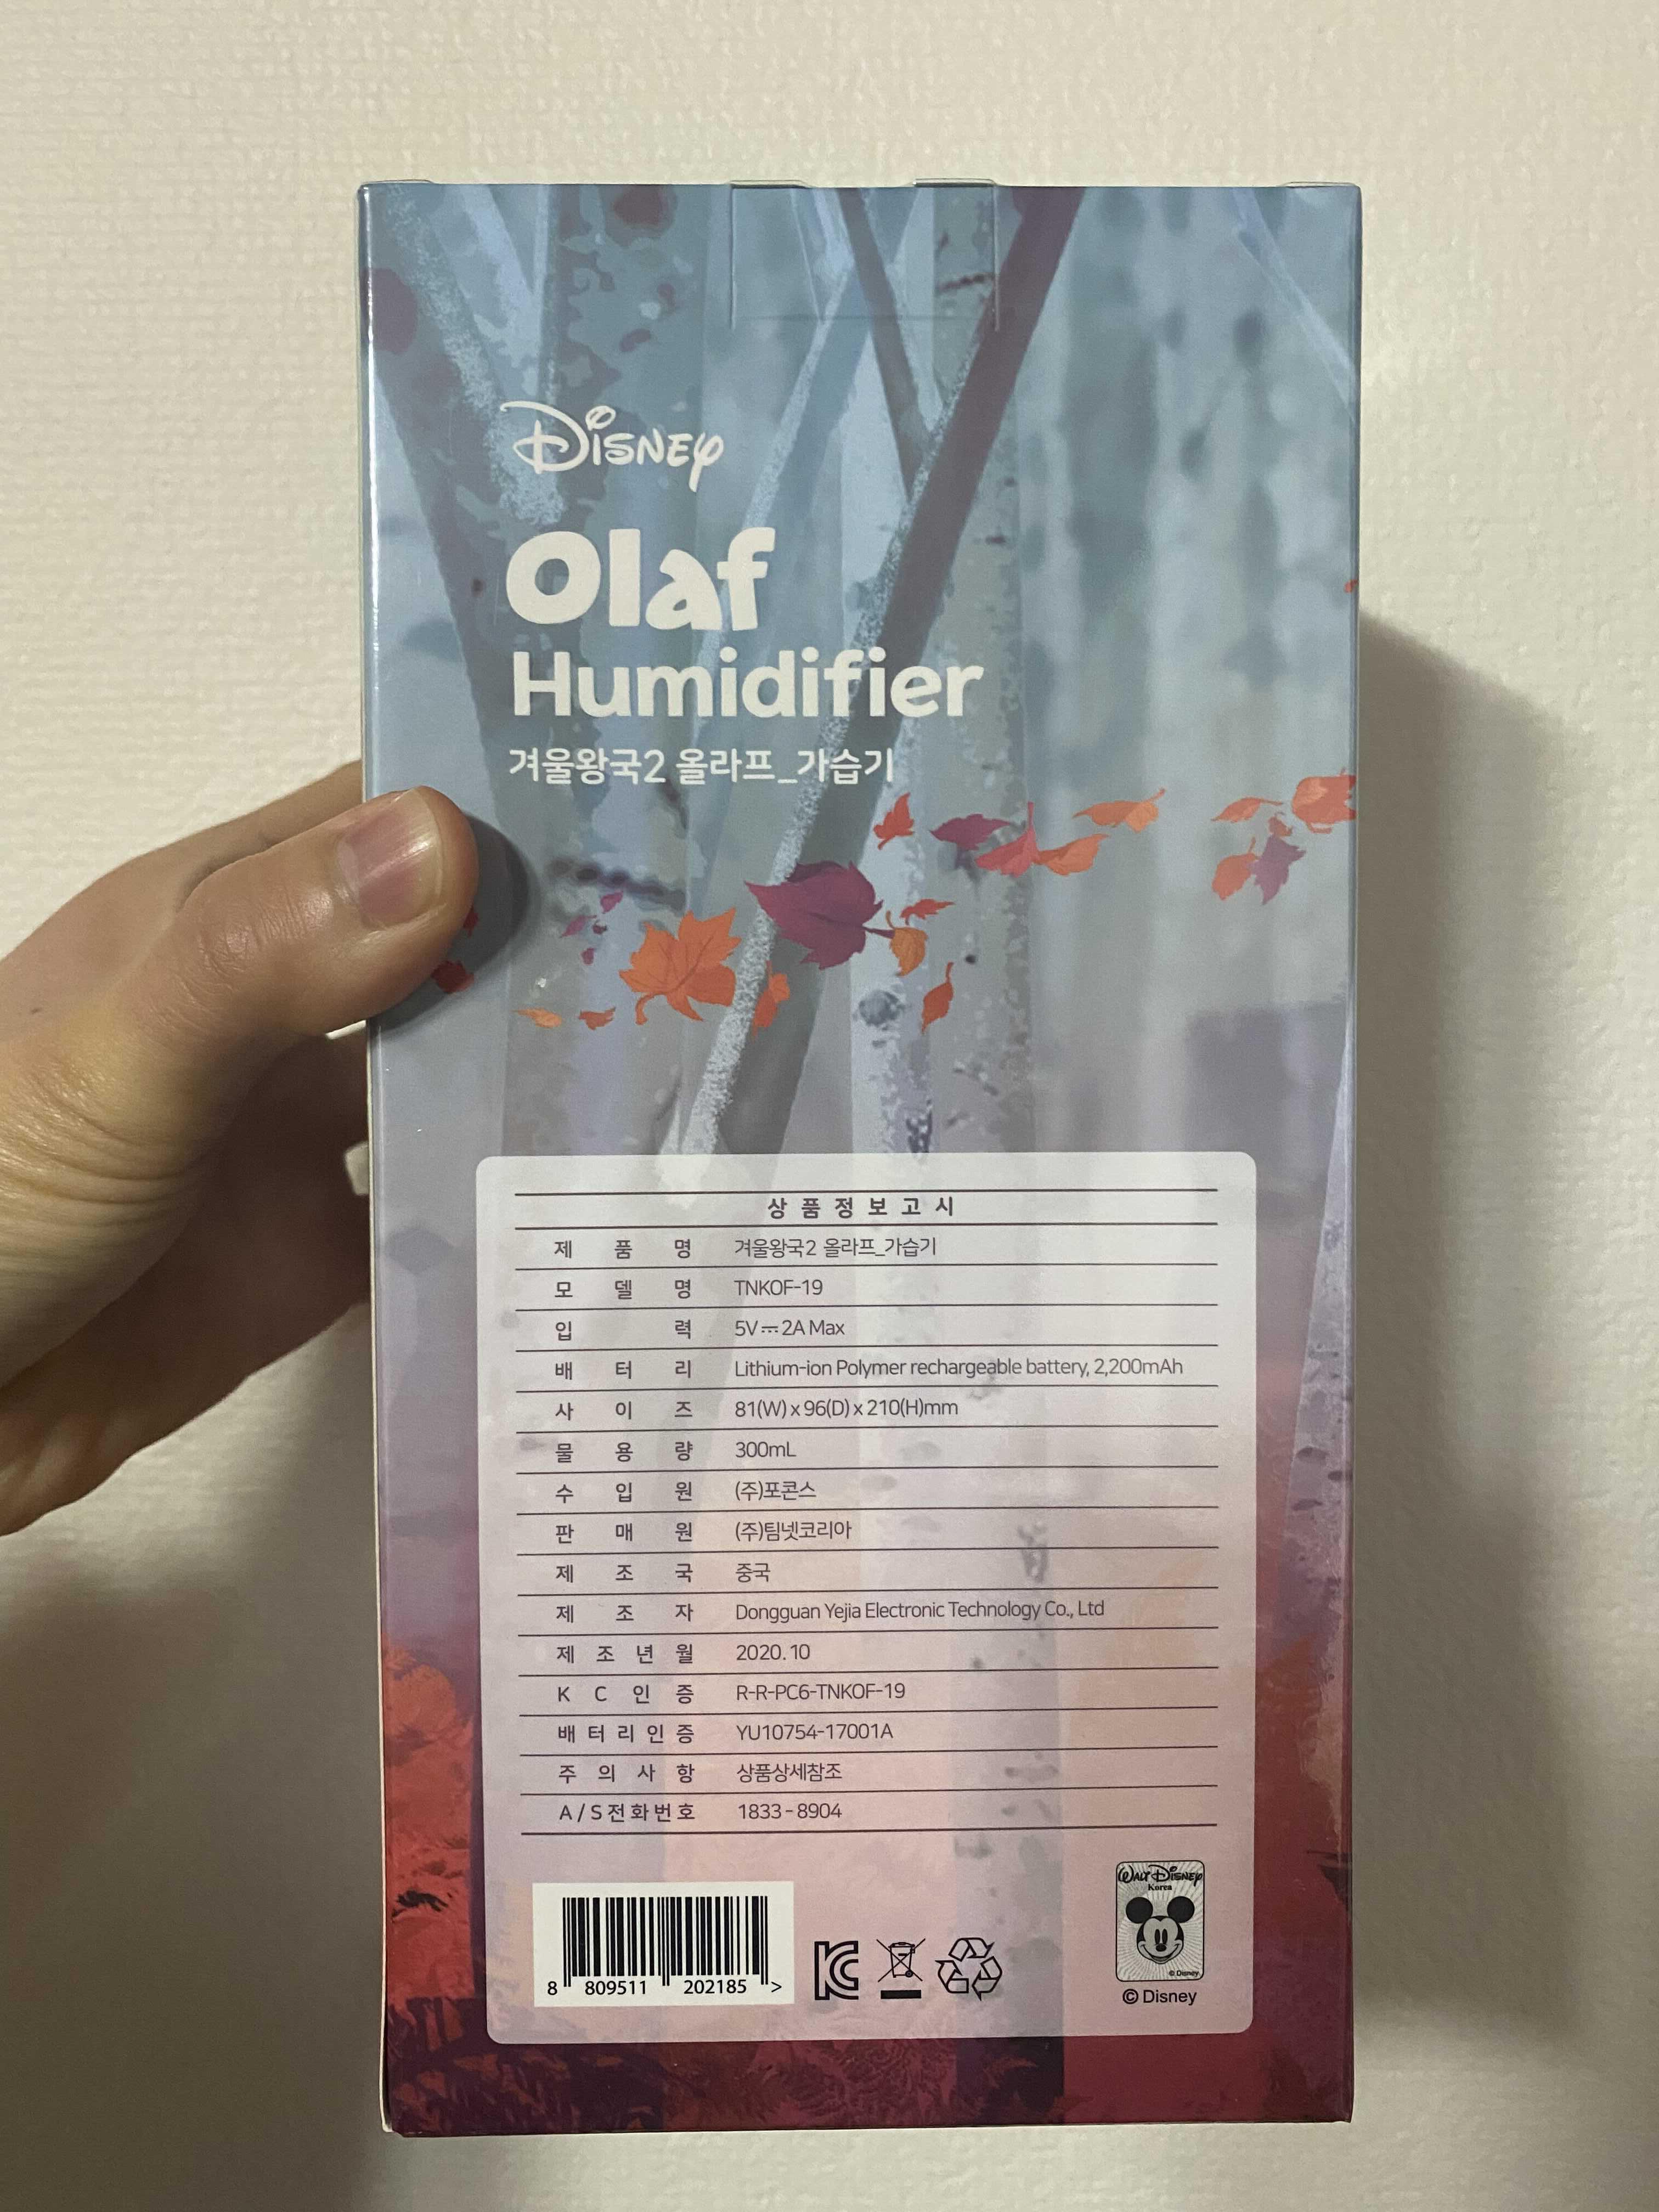 Disney
Olaf
Humidifier
겨울왕국2 올라프_가습기
상품정보고시
제품명 겨울왕국2 올라프_가습기
모델명 TNKOF-19
입력 5V⎓2A Max
배터리 Lithium-ion Polymer rechargeable battery, 2,200mAh
사이즈 81(W) x 96(D) x 210(H)mm
물용량 300mL
수입원 (주)포콘스
판매원 (주)팀넷코리아
제조국 중국
제조자 Dongguan Yejia Electronic Technology Co., Ltd
제조년월 2020.10
KC인증 R-R-PC6-TNKOF-19
배터리인증 YU10754-17001A
주의사항 상품상세참조
A/S전화번호 1833-8904
WALT DISNEY
Korea
© Disney
8 809511 202185 >
© Disney